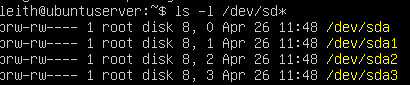 leith@ubuntuserver:~$ ls -l /dev/sd*
brw-rw---- 1 root disk 8, 0 Apr 26 11:48 /dev/sda
brw-rw---- 1 root disk 8, 1 Apr 26 11:48 /dev/sda1
brw-rw---- 1 root disk 8, 2 Apr 26 11:48 /dev/sda2
brw-rw---- 1 root disk 8, 3 Apr 26 11:48 /dev/sda3